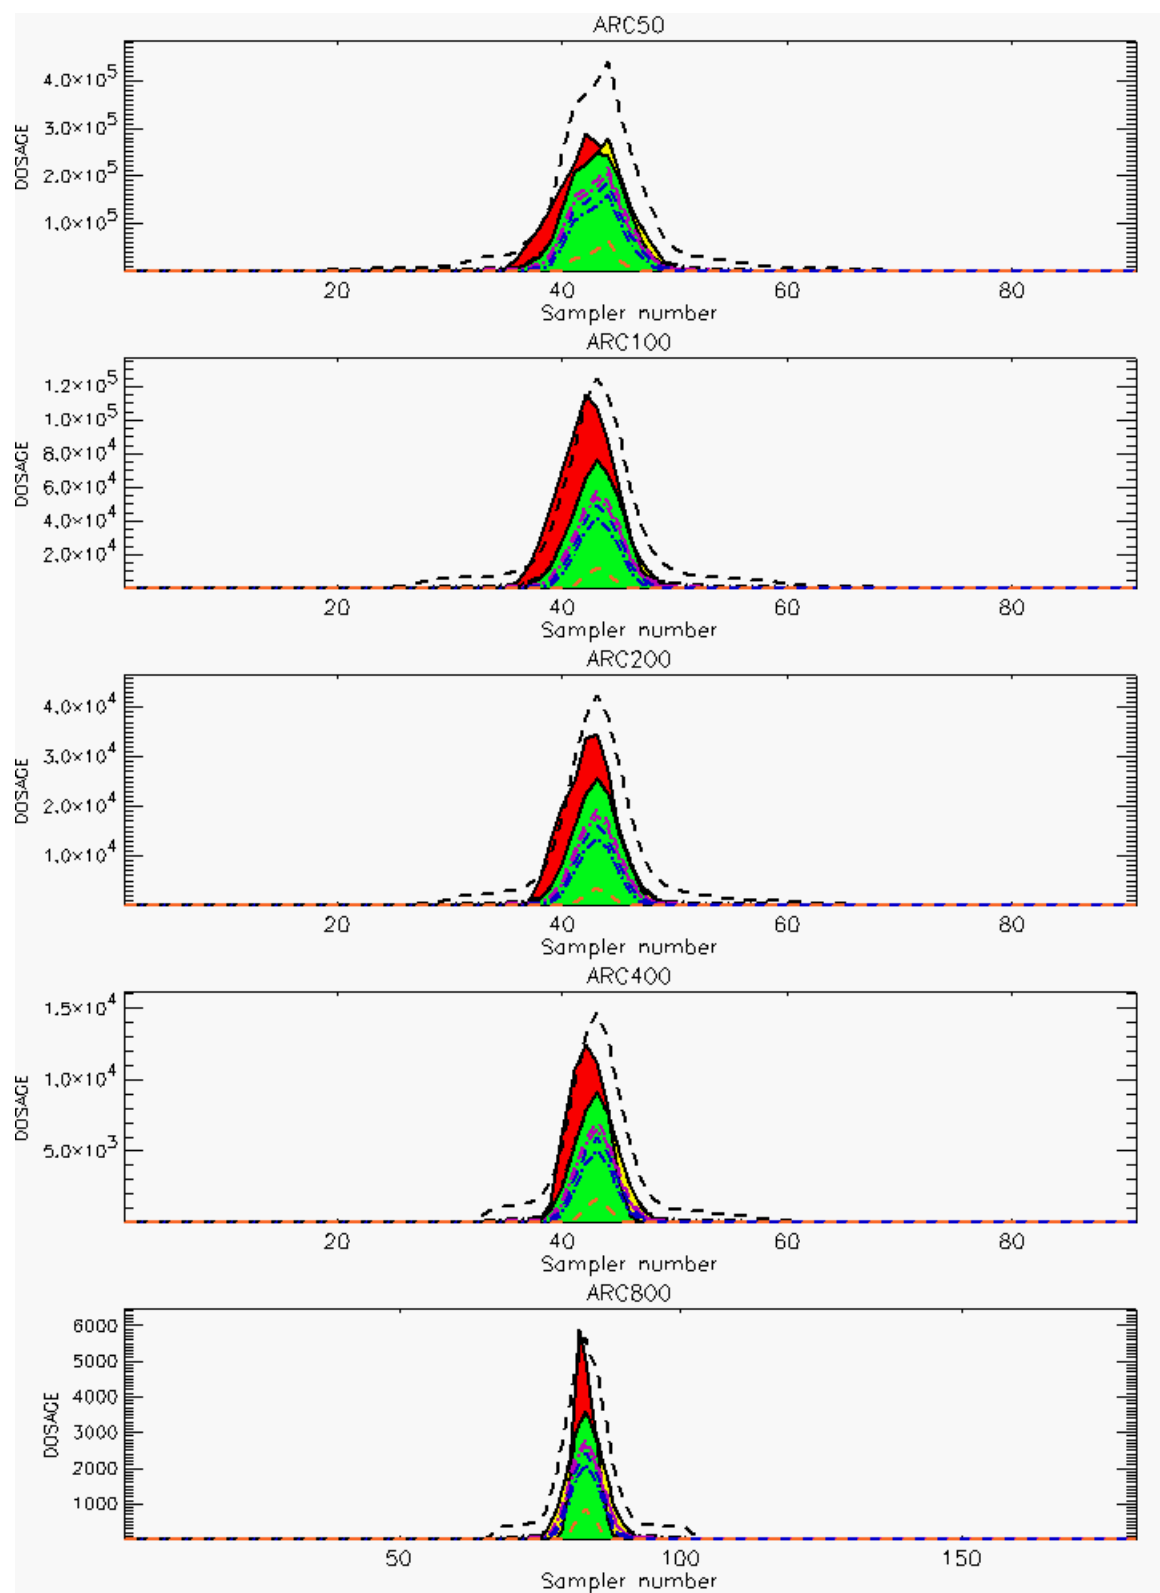 ARC50
4.0×10⁵
3.0×10⁵
2.0×10⁵
1.0×10⁵
DOSAGE
20 40 60 80
Sampler number
ARC100
1.2×10⁵
1.0×10⁵
8.0×10⁴
6.0×10⁴
4.0×10⁴
2.0×10⁴
DOSAGE
20 40 60 80
Sampler number
ARC200
4.0×10⁴
3.0×10⁴
2.0×10⁴
1.0×10⁴
DOSAGE
20 40 60 80
Sampler number
ARC400
1.5×10⁴
1.0×10⁴
5.0×10³
DOSAGE
20 40 60 80
Sampler number
ARC800
6000
5000
4000
3000
2000
1000
DOSAGE
50 100 150
Sampler number